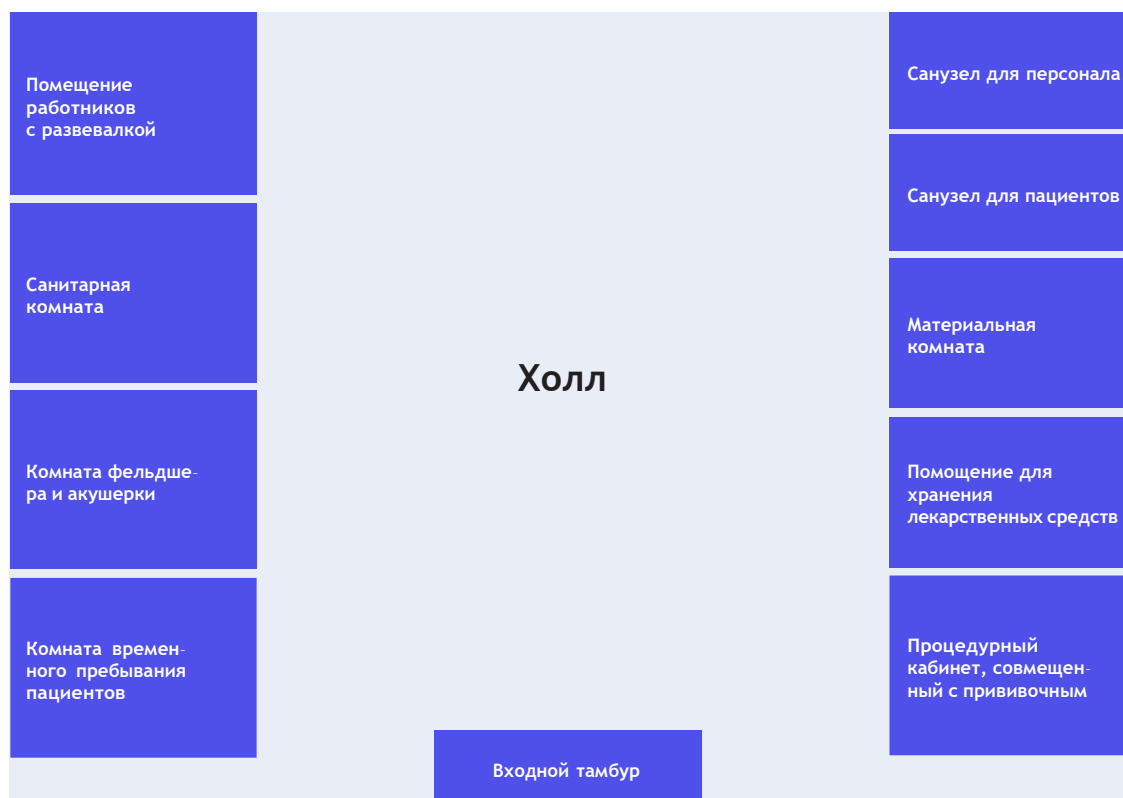 Помещение
работников
с развевалкой
Санитарная
комната
Комната фельдше-
ра и акушерки
Комната времен-
ного пребывания
пациентов
Холл
Входной тамбур
Санузел для персонала
Санузел для пациентов
Материальная
комната
Помощение для
хранения
лекарственных средств
Процедурный
кабинет, совмещен-
ный с прививочным